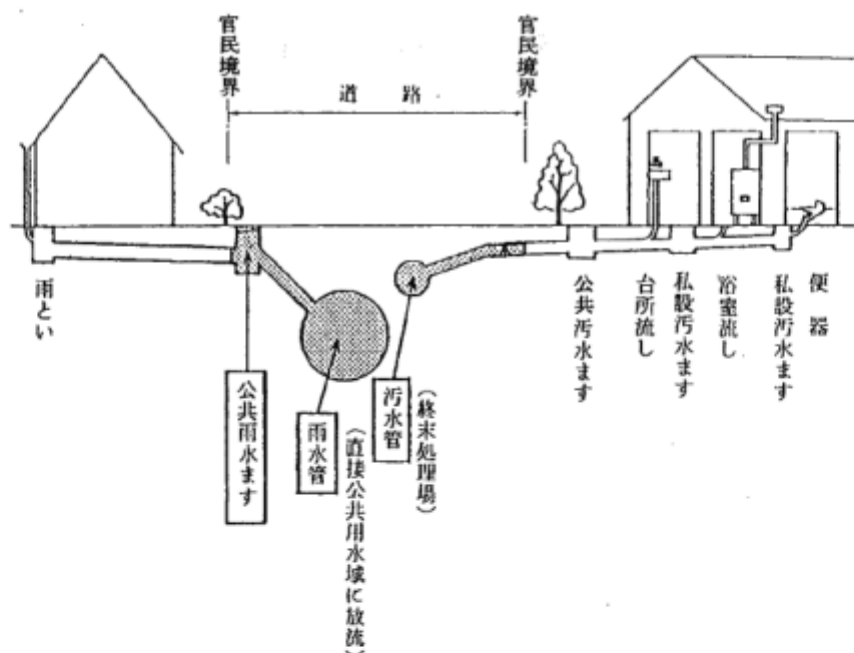 官民境界
道路
官民境界
雨とい
公共雨水ます
雨水管
（直接公共用水域に放流）
汚水管
（終末処理場）
公共汚水ます
台所流し
私設汚水ます
浴室流し
私設汚水ます
便器